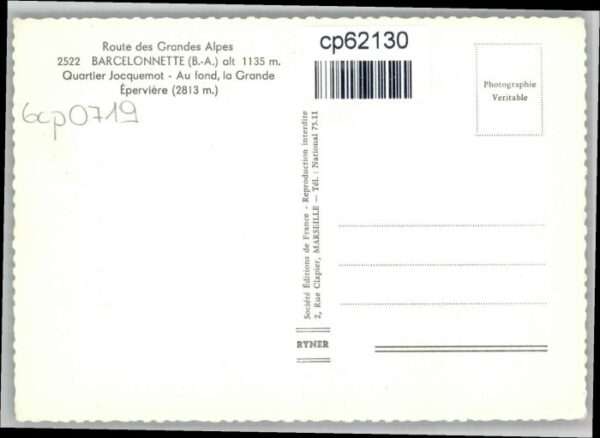 Route des Grandes Alpes
2522 BARCELONNETTE (B.-A.) alt 1135 m.
Quartier Jocquemot - Au fond, la Grande
Épervière (2813 m.)
6cp0719
cp62130
Photographie
Veritable
Société Éditions de France - Reproduction interdite
2, Rue Clapier, MARSEILLE — Tél. : National 75.11
RYNER